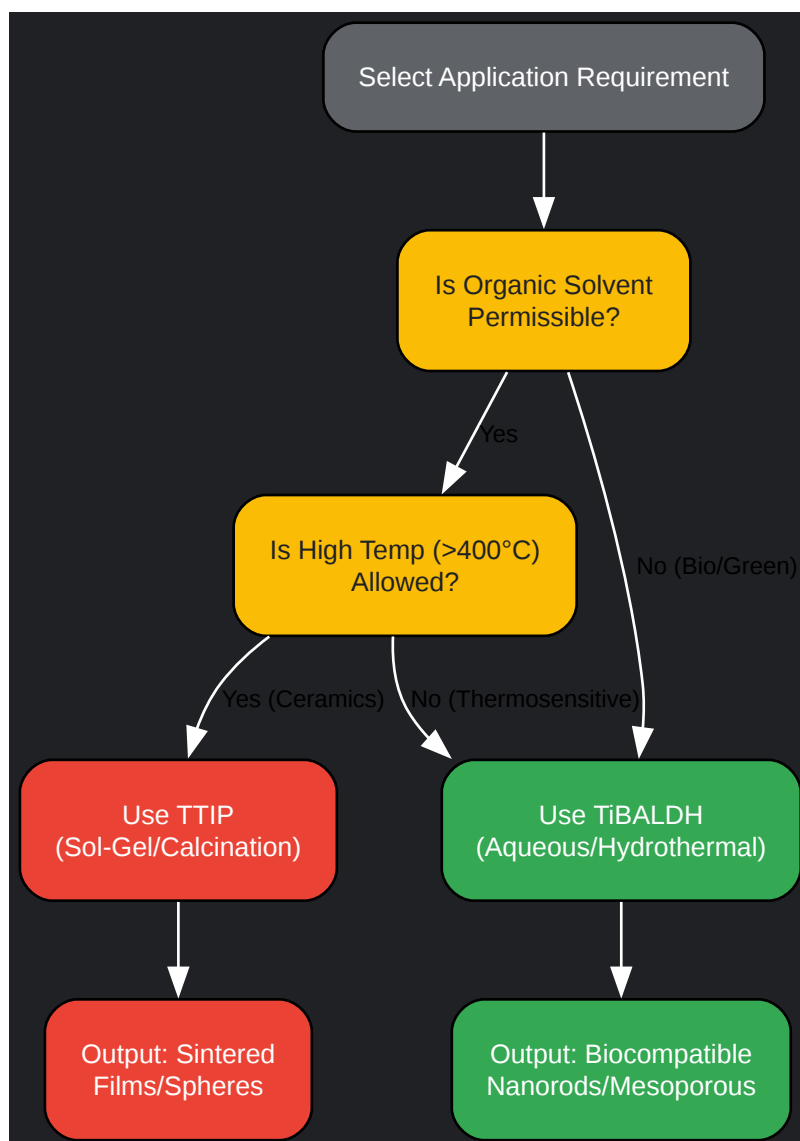 Select Application Requirement
Is Organic Solvent
Permissible?
Yes
Is High Temp (>400°C)
Allowed?
No (Bio/Green)
Yes (Ceramics)
No (Thermosensitive)
Use TTIP
(Sol-Gel/Calcination)
Use TiBALDH
(Aqueous/Hydrothermal)
Output: Sintered
Films/Spheres
Output: Biocompatible
Nanorods/Mesoporous